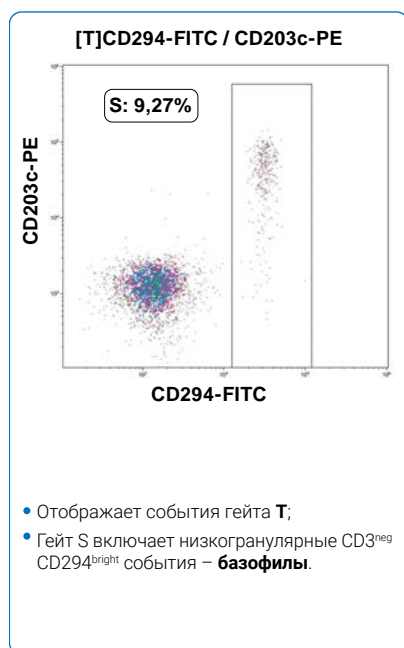 [T]CD294-FITC / CD203c-PE
S: 9,27%
CD203c-PE
CD294-FITC
• Отображает события гейта T;
• Гейт S включает низкогранулярные CD3neg
CD294bright события – базофилы.